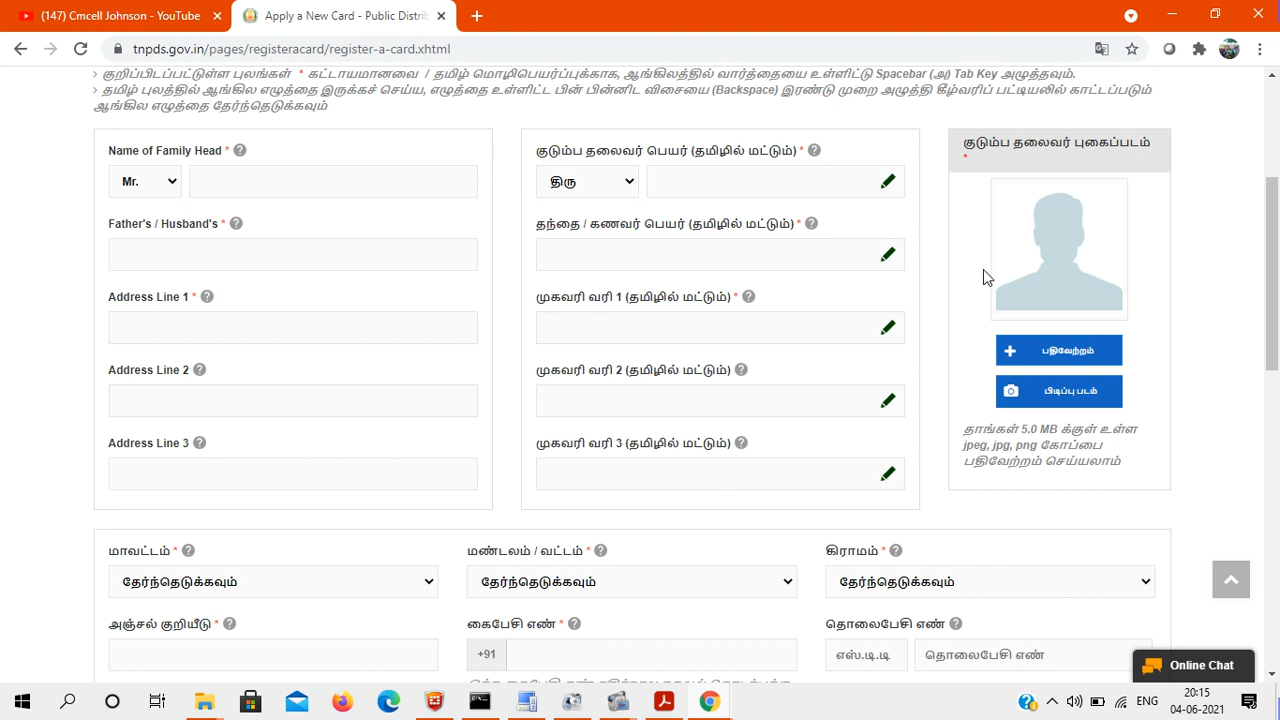 (147) Cmcell Johnson - YouTube
Apply a New Card - Public Distrib
tnpds.gov.in/pages/registeracard/register-a-card.xhtml
> குறிப்பிடப்பட்டுள்ள புலங்கள் * கட்டாயமானவை / தமிழ் மொழிபெயர்ப்புக்காக, ஆங்கிலத்தில் வார்த்தையை உள்ளிட்டு Spacebar (அ) Tab Key அழுத்தவும்.
> தமிழ் புலத்தில் ஆங்கில எழுத்தை இருக்கச் செய்ய, எழுத்தை உள்ளிட்ட பின் பின்னிட விசையை (Backspace) இரண்டு முறை அழுத்தி கீழ்வரிப் பட்டியலில் காட்டப்படும்
ஆங்கில எழுத்தை தேர்ந்தெடுக்கவும்
Name of Family Head * ?
Mr.
Father's / Husband's * ?
Address Line 1 * ?
Address Line 2 ?
Address Line 3 ?
குடும்ப தலைவர் பெயர் (தமிழில் மட்டும்) * ?
திரு
தந்தை / கணவர் பெயர் (தமிழில் மட்டும்) * ?
முகவரி வரி 1 (தமிழில் மட்டும்) * ?
முகவரி வரி 2 (தமிழில் மட்டும்) ?
முகவரி வரி 3 (தமிழில் மட்டும்) ?
குடும்ப தலைவர் புகைப்படம்
*
பதிவேற்றம்
பிடிப்பு படம்
தாங்கள் 5.0 MB க்குள் உள்ள
jpeg, jpg, png கோப்பை
பதிவேற்றம் செய்யலாம்
மாவட்டம் * ?
மண்டலம் / வட்டம் * ?
கிராமம் * ?
தேர்ந்தெடுக்கவும்
தேர்ந்தெடுக்கவும்
தேர்ந்தெடுக்கவும்
அஞ்சல் குறியீடு * ?
கைபேசி எண் * ?
தொலைபேசி எண் ?
+91
எஸ்.டி.டி
தொலைபேசி எண்
Online Chat
ENG
20:15
04-06-2021